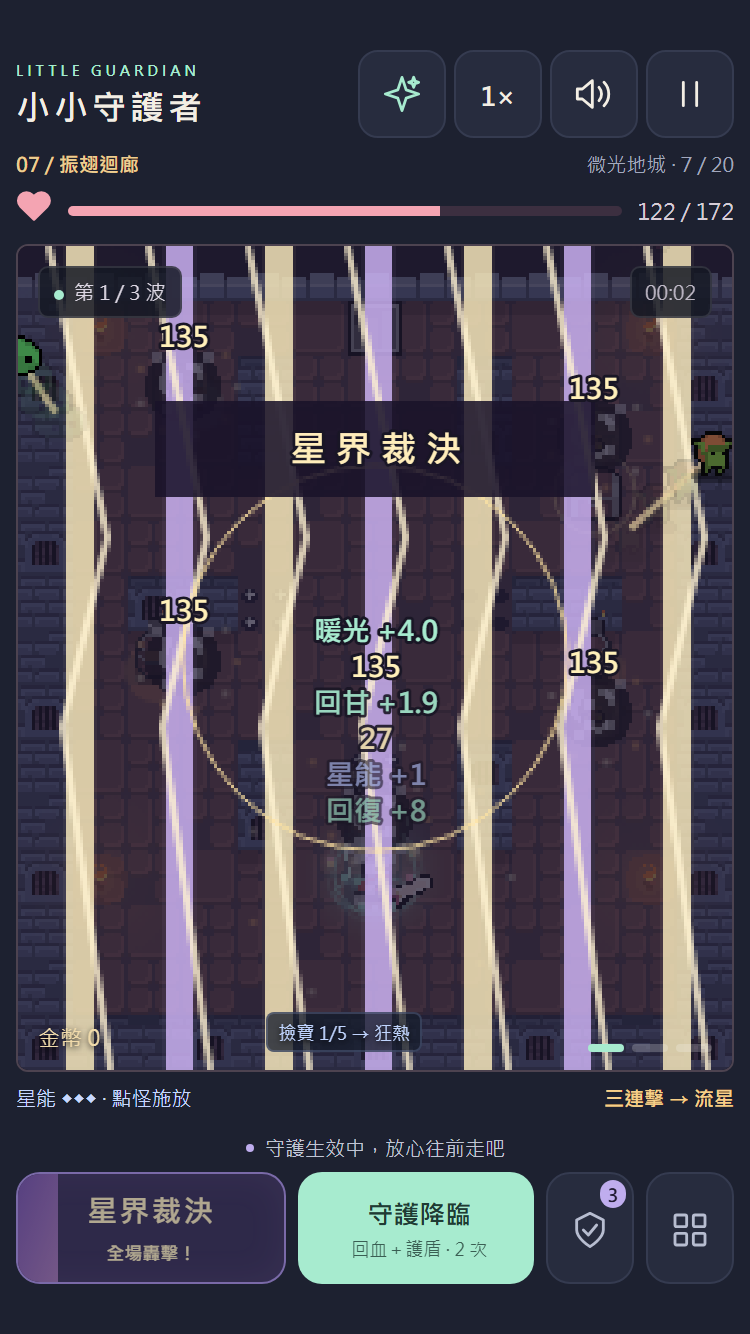 LITTLE GUARDIAN
小小守護者
1×
07 / 振翅迴廊
微光地城 · 7 / 20
122 / 172
第 1 / 3 波
00:02
135
135
星界裁決
135
暖光 +4.0
135
135
回甘 +1.9
27
星能 +1
回復 +8
金幣 0
撿寶 1/5 → 狂熱
星能 ◆◆◆ · 點怪施放
三連擊 → 流星
守護生效中，放心往前走吧
星界裁決
全場轟擊！
守護降臨
回血 + 護盾 · 2 次
3